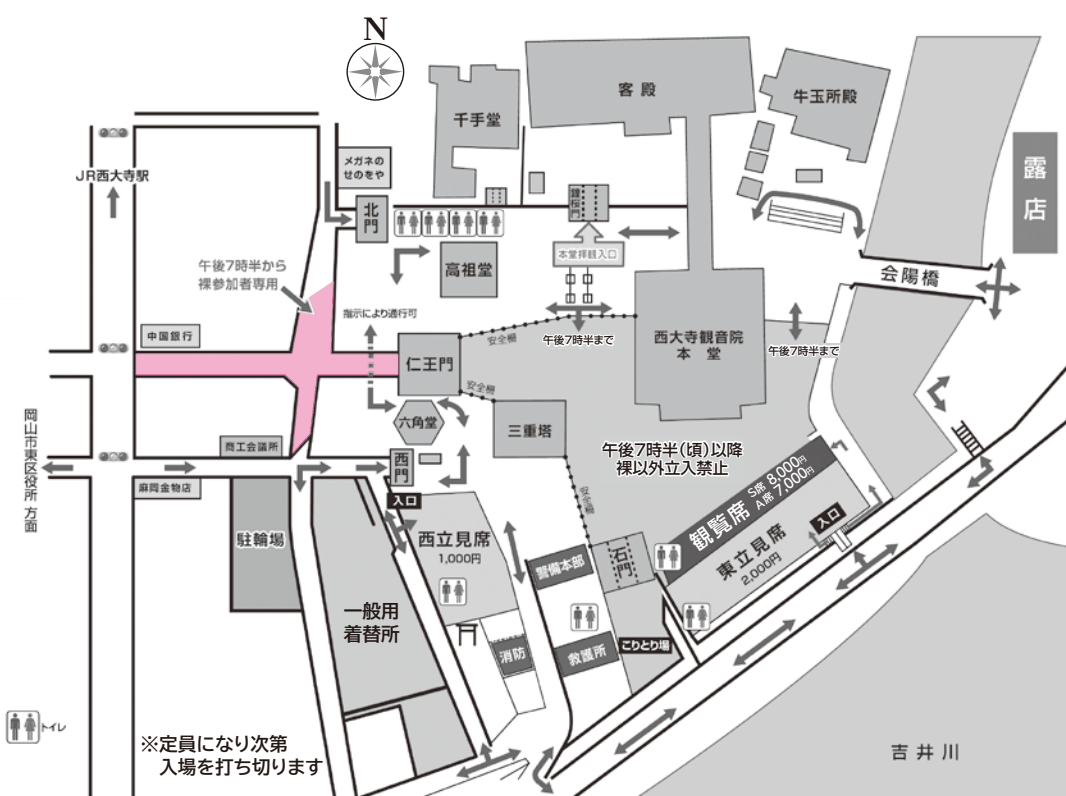 N
千手堂
客殿
牛玉所殿
露店
JR西大寺駅
メガネの
せのをや
北門
鐘桜門
本堂拝観入口
高祖堂
会陽橋
午後7時半から
裸参加者専用
指示により通行可
中国銀行
仁王門
安全柵
午後7時半まで
西大寺観音院
本堂
午後7時半まで
安全柵
六角堂
三重塔
岡山市東区役所 方面
商工会議所
西門
午後7時半(頃)以降
裸以外立入禁止
麻岡金物店
入口
安全柵
観覧席
S席 8,000円
A席 7,000円
駐輪場
西立見席
1,000円
石門
東立見席
2,000円
入口
警備本部
一般用
着替所
消防
救護所
こりとり場
トイレ
※定員になり次第
入場を打ち切ります
吉井川